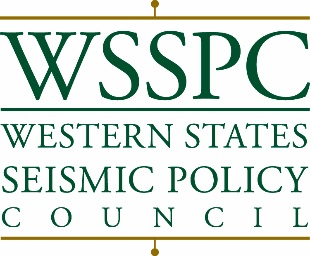 WSSPC
WESTERN STATES
SEISMIC POLICY
COUNCIL